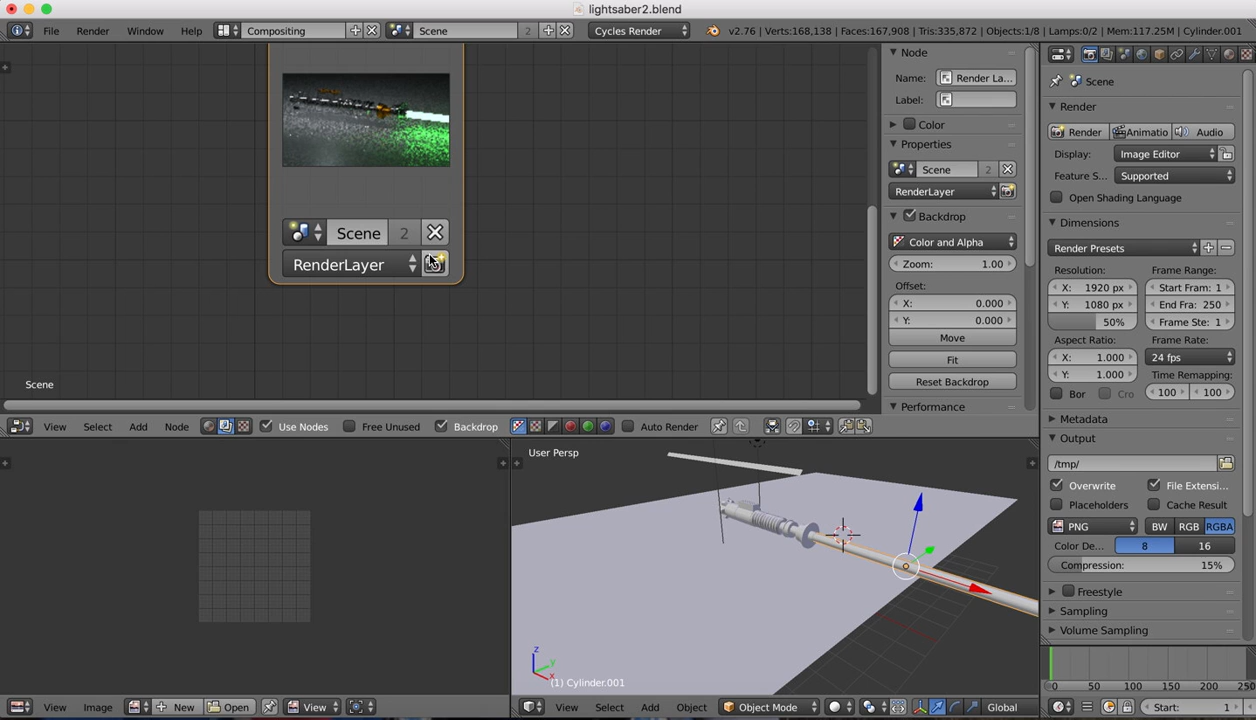 lightsaber2.blend
File Render Window Help Compositing Scene 2 Cycles Render v2.76 | Verts:168,138 | Faces:167,908 | Tris:335,872 | Objects:1/8 | Lamps:0/2 | Mem:117.25M | Cylinder.001
Scene 2
RenderLayer
Scene
Node
Name: Render La...
Label:
Color
Properties
Scene 2
RenderLayer
Backdrop
Color and Alpha
Zoom: 1.00
Offset:
X: 0.000
Y: 0.000
Move
Fit
Reset Backdrop
Performance
Scene
Render
Render Animatio Audio
Display: Image Editor
Feature S... Supported
Open Shading Language
Dimensions
Render Presets
Resolution: Frame Range:
X: 1920 px Start Fram: 1
Y: 1080 px End Fra: 250
50% Frame Ste: 1
Aspect Ratio: Frame Rate:
X: 1.000 24 fps
Y: 1.000 Time Remapping:
Bor Cro 100 100
Metadata
Output
/tmp/
Overwrite File Extensi...
Placeholders Cache Result
PNG BW RGB RGBA
Color De... 8 16
Compression: 15%
Freestyle
Sampling
Volume Sampling
View Select Add Node Use Nodes Free Unused Backdrop Auto Render
User Persp
z
y
x
(1) Cylinder.001
0 50 100 150 200 250
View Image New Open View
View Select Add Object Object Mode Global
Start: 1